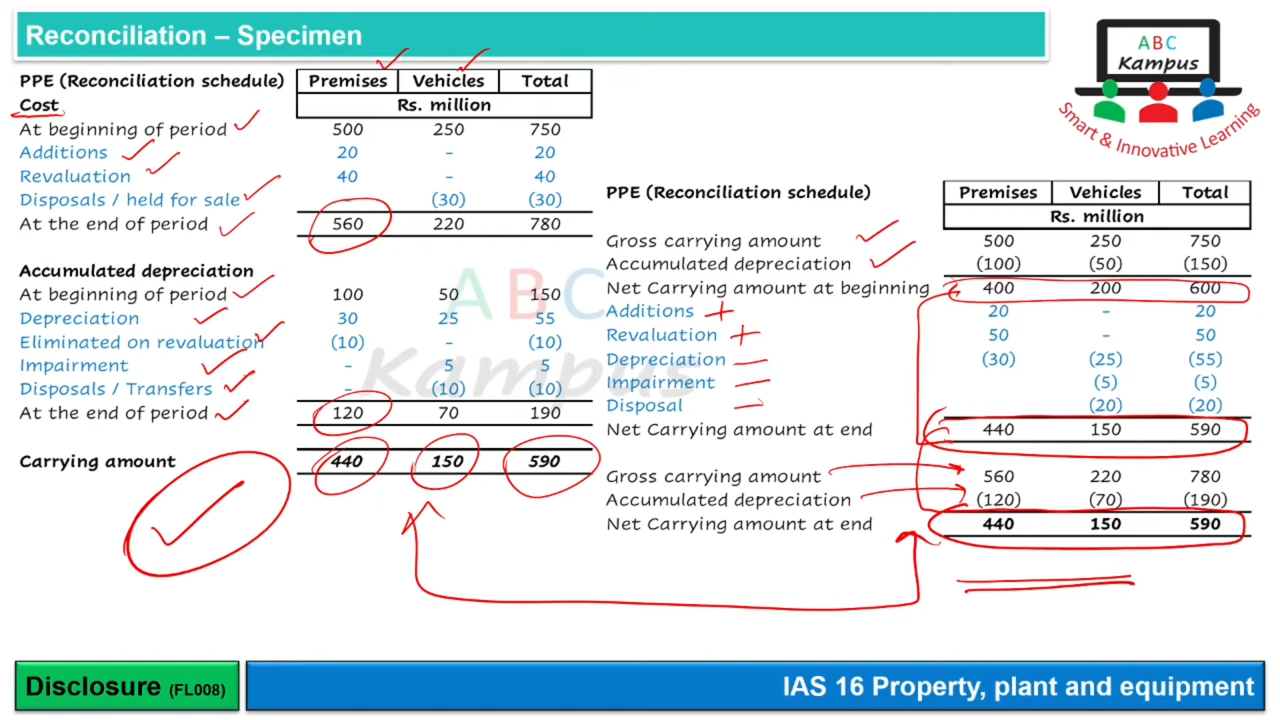 Reconciliation – Specimen
ABC
Kampus
Smart & Innovative Learning
PPE (Reconciliation schedule) Premises Vehicles Total
Cost Rs. million
At beginning of period 500 250 750
Additions 20 - 20
Revaluation 40 - 40
Disposals / held for sale - (30) (30)
At the end of period 560 220 780
Accumulated depreciation
At beginning of period 100 50 150
Depreciation 30 25 55
Eliminated on revaluation (10) - (10)
Impairment - 5 5
Disposals / Transfers - (10) (10)
At the end of period 120 70 190
Carrying amount 440 150 590
PPE (Reconciliation schedule) Premises Vehicles Total
Rs. million
Gross carrying amount 500 250 750
Accumulated depreciation (100) (50) (150)
Net Carrying amount at beginning 400 200 600
Additions 20 - 20
Revaluation 50 - 50
Depreciation (30) (25) (55)
Impairment (5) (5)
Disposal (20) (20)
Net Carrying amount at end 440 150 590
Gross carrying amount 560 220 780
Accumulated depreciation (120) (70) (190)
Net Carrying amount at end 440 150 590
ABC
Kampus
Disclosure (FL008)
IAS 16 Property, plant and equipment